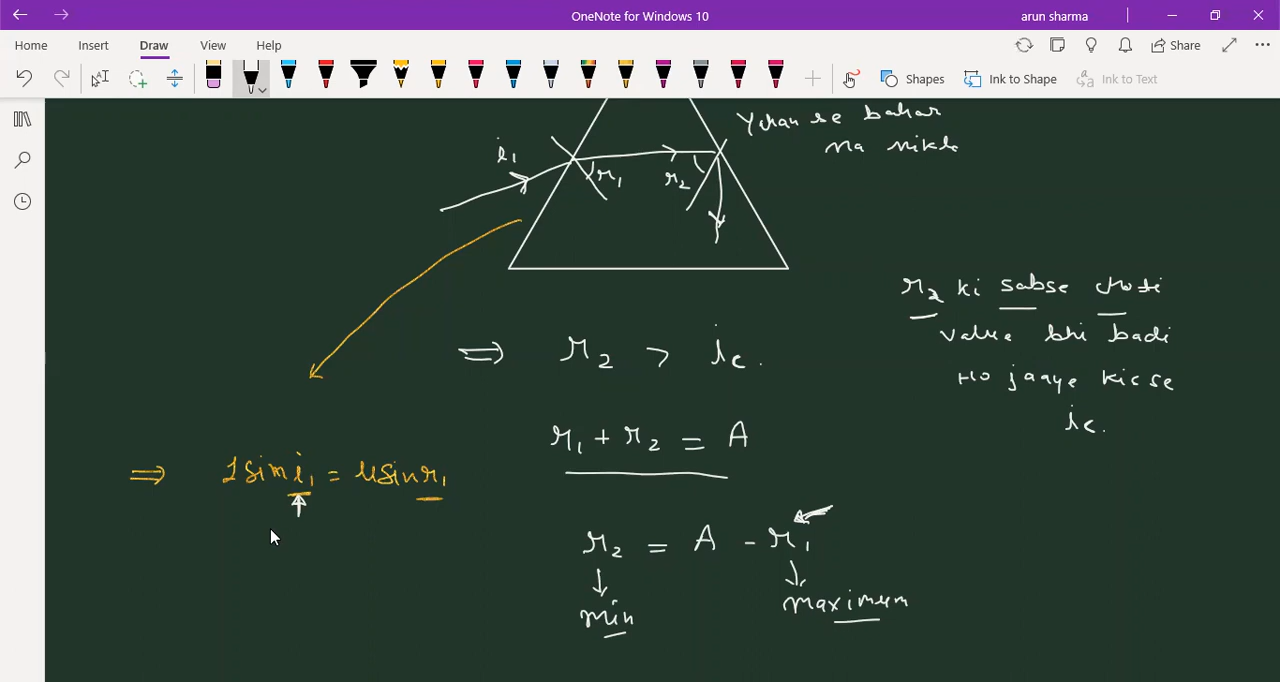 OneNote for Windows 10
arun sharma
Home Insert Draw View Help
Share
Shapes
Ink to Shape
Ink to Text
Yahan se bahar
na nikle
i₁
r₁
r₂
r₂ ki sabse choti
value bhi badi
Ho jaaye kisse
ic.
⇒ r₂ > ic.
r₁ + r₂ = A
⇒ 1 sin i₁ = μ sin r₁
r₂ = A - r₁
min
maximum